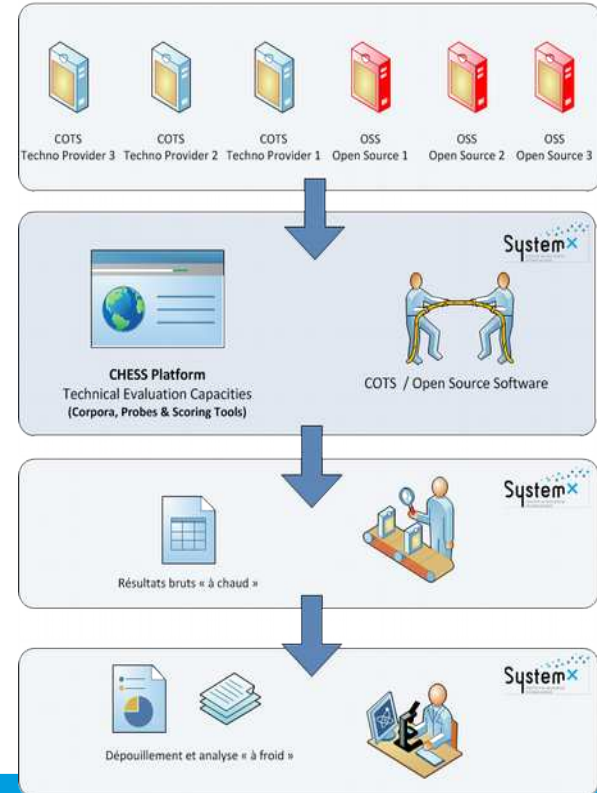 COTS COTS COTS OSS OSS OSS
Techno Provider 3 Techno Provider 2 Techno Provider 1 Open Source 1 Open Source 2 Open Source 3
SystemX
CHESS Platform
Technical Evaluation Capacities
(Corpora, Probes & Scoring Tools)
COTS / Open Source Software
SystemX
Résultats bruts « à chaud »
SystemX
Dépouillement et analyse « à froid »